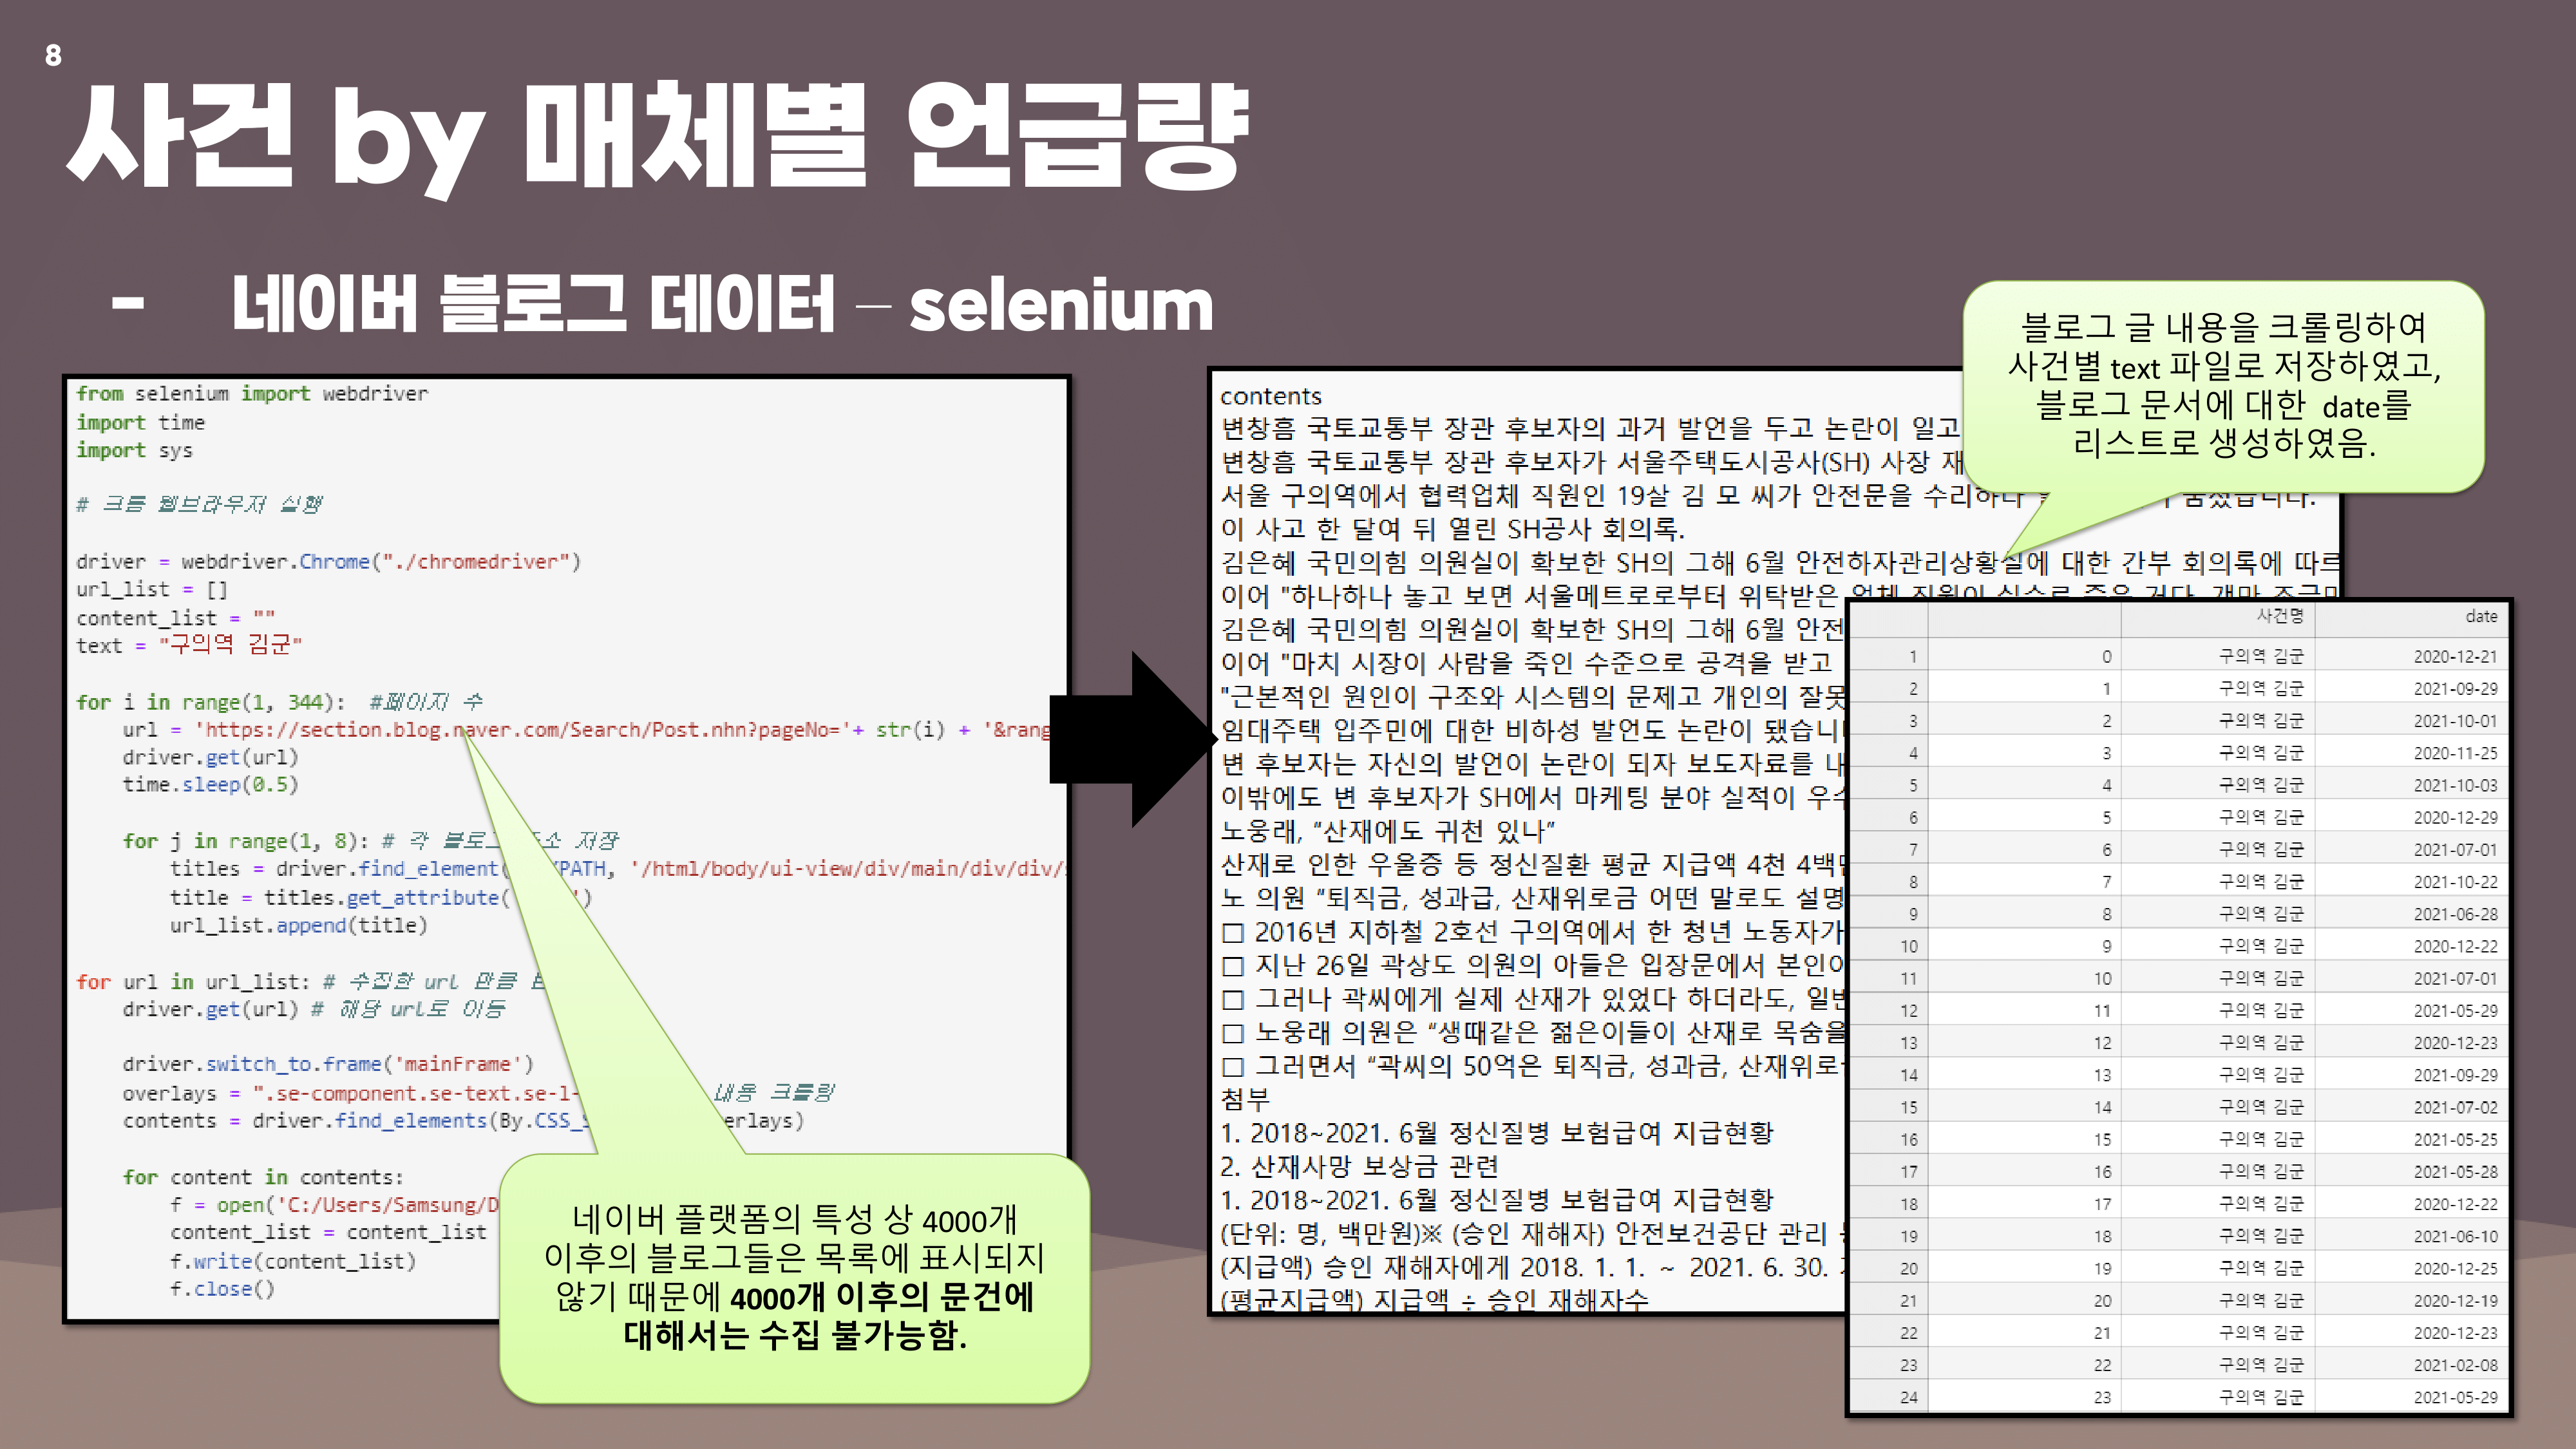 8
사건 by 매체별 언급량
- 네이버 블로그 데이터 – selenium
from selenium import webdriver
import time
import sys
# 크롬 웹브라우저 실행
driver = webdriver.Chrome("./chromedriver")
url_list = []
content_list = ""
text = "구의역 김군"
for i in range(1, 344): #페이지 수
url = 'https://section.blog.naver.com/Search/Post.nhn?pageNo='+ str(i) + '&rang
driver.get(url)
time.sleep(0.5)
for j in range(1, 8): # 각 블로그 주소 저장
titles = driver.find_element( PATH, '/html/body/ui-view/div/main/div/div/s
title = titles.get_attribute( ')
url_list.append(title)
for url in url_list: # 수집한 url 만큼
driver.get(url) # 해당 url로 이동
driver.switch_to.frame('mainFrame')
overlays = ".se-component.se-text.se-l- 내용 크롤링
contents = driver.find_elements(By.CSS_S erlays)
for content in contents:
f = open('C:/Users/Samsung/D
content_list = content_list
f.write(content_list)
f.close()
네이버 플랫폼의 특성 상 4000개
이후의 블로그들은 목록에 표시되지
않기 때문에 4000개 이후의 문건에
대해서는 수집 불가능함.
블로그 글 내용을 크롤링하여
사건별 text 파일로 저장하였고,
블로그 문서에 대한 date를
리스트로 생성하였음.
contents
변창흠 국토교통부 장관 후보자의 과거 발언을 두고 논란이 일고
변창흠 국토교통부 장관 후보자가 서울주택도시공사(SH) 사장 재
서울 구의역에서 협력업체 직원인 19살 김 모 씨가 안전문을 수리하다 숨졌습니다.
이 사고 한 달여 뒤 열린 SH공사 회의록.
김은혜 국민의힘 의원실이 확보한 SH의 그해 6월 안전하자관리상황실에 대한 간부 회의록에 따르
이어 "하나하나 놓고 보면 서울메트로로부터 위탁받은 업체 직원이 실수로 죽은 거다. 걔만 조금만
김은혜 국민의힘 의원실이 확보한 SH의 그해 6월 안전
이어 "마치 시장이 사람을 죽인 수준으로 공격을 받고
"근본적인 원인이 구조와 시스템의 문제고 개인의 잘못
임대주택 입주민에 대한 비하성 발언도 논란이 됐습니다
변 후보자는 자신의 발언이 논란이 되자 보도자료를 내
이밖에도 변 후보자가 SH에서 마케팅 분야 실적이 우수
노웅래, “산재에도 귀천 있나”
산재로 인한 우울증 등 정신질환 평균 지급액 4천 4백만
노 의원 “퇴직금, 성과급, 산재위로금 어떤 말로도 설명
□ 2016년 지하철 2호선 구의역에서 한 청년 노동자가
□ 지난 26일 곽상도 의원의 아들은 입장문에서 본인이
□ 그러나 곽씨에게 실제 산재가 있었다 하더라도, 일반
□ 노웅래 의원은 “생때같은 젊은이들이 산재로 목숨을
□ 그러면서 “곽씨의 50억은 퇴직금, 성과금, 산재위로
첨부
1. 2018~2021. 6월 정신질병 보험급여 지급현황
2. 산재사망 보상금 관련
1. 2018~2021. 6월 정신질병 보험급여 지급현황
(단위: 명, 백만원)※ (승인 재해자) 안전보건공단 관리
(지급액) 승인 재해자에게 2018. 1. 1. ~ 2021. 6. 30.
(평균지급액) 지급액 ÷ 승인 재해자수
사건명 date
1 0 구의역 김군 2020-12-21
2 1 구의역 김군 2021-09-29
3 2 구의역 김군 2021-10-01
4 3 구의역 김군 2020-11-25
5 4 구의역 김군 2021-10-03
6 5 구의역 김군 2020-12-29
7 6 구의역 김군 2021-07-01
8 7 구의역 김군 2021-10-22
9 8 구의역 김군 2021-06-28
10 9 구의역 김군 2020-12-22
11 10 구의역 김군 2021-07-01
12 11 구의역 김군 2021-05-29
13 12 구의역 김군 2020-12-23
14 13 구의역 김군 2021-09-29
15 14 구의역 김군 2021-07-02
16 15 구의역 김군 2021-05-25
17 16 구의역 김군 2021-05-28
18 17 구의역 김군 2020-12-22
19 18 구의역 김군 2021-06-10
20 19 구의역 김군 2020-12-25
21 20 구의역 김군 2020-12-19
22 21 구의역 김군 2020-12-23
23 22 구의역 김군 2021-02-08
24 23 구의역 김군 2021-05-29